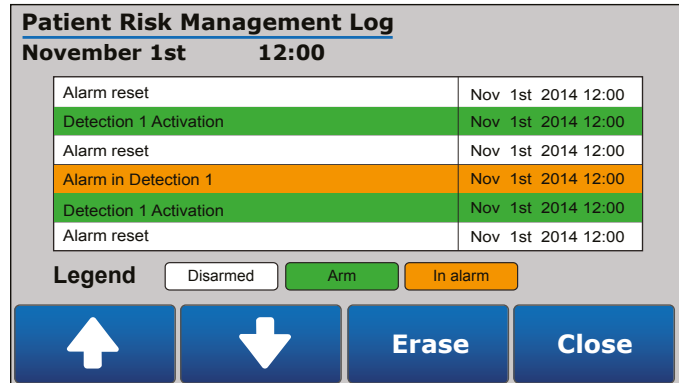 Patient Risk Management Log
November 1st 12:00
Alarm reset Nov 1st 2014 12:00
Detection 1 Activation Nov 1st 2014 12:00
Alarm reset Nov 1st 2014 12:00
Alarm in Detection 1 Nov 1st 2014 12:00
Detection 1 Activation Nov 1st 2014 12:00
Alarm reset Nov 1st 2014 12:00
Legend Disarmed Arm In alarm
Erase Close